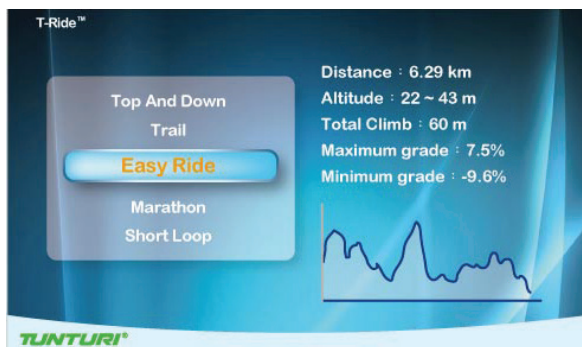 T-Ride™
Top And Down
Trail
Easy Ride
Marathon
Short Loop
Distance : 6.29 km
Altitude : 22 ~ 43 m
Total Climb : 60 m
Maximum grade : 7.5%
Minimum grade : -9.6%
TUNTURI®